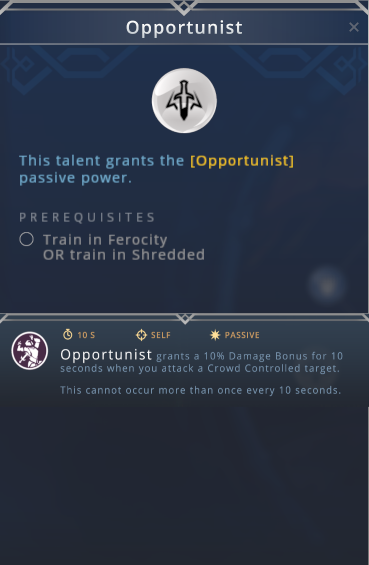 Opportunist
This talent grants the [Opportunist]
passive power.
PREREQUISITES
Train in Ferocity
OR train in Shredded
10 S SELF PASSIVE
Opportunist grants a 10% Damage Bonus for 10
seconds when you attack a Crowd Controlled target.
This cannot occur more than once every 10 seconds.